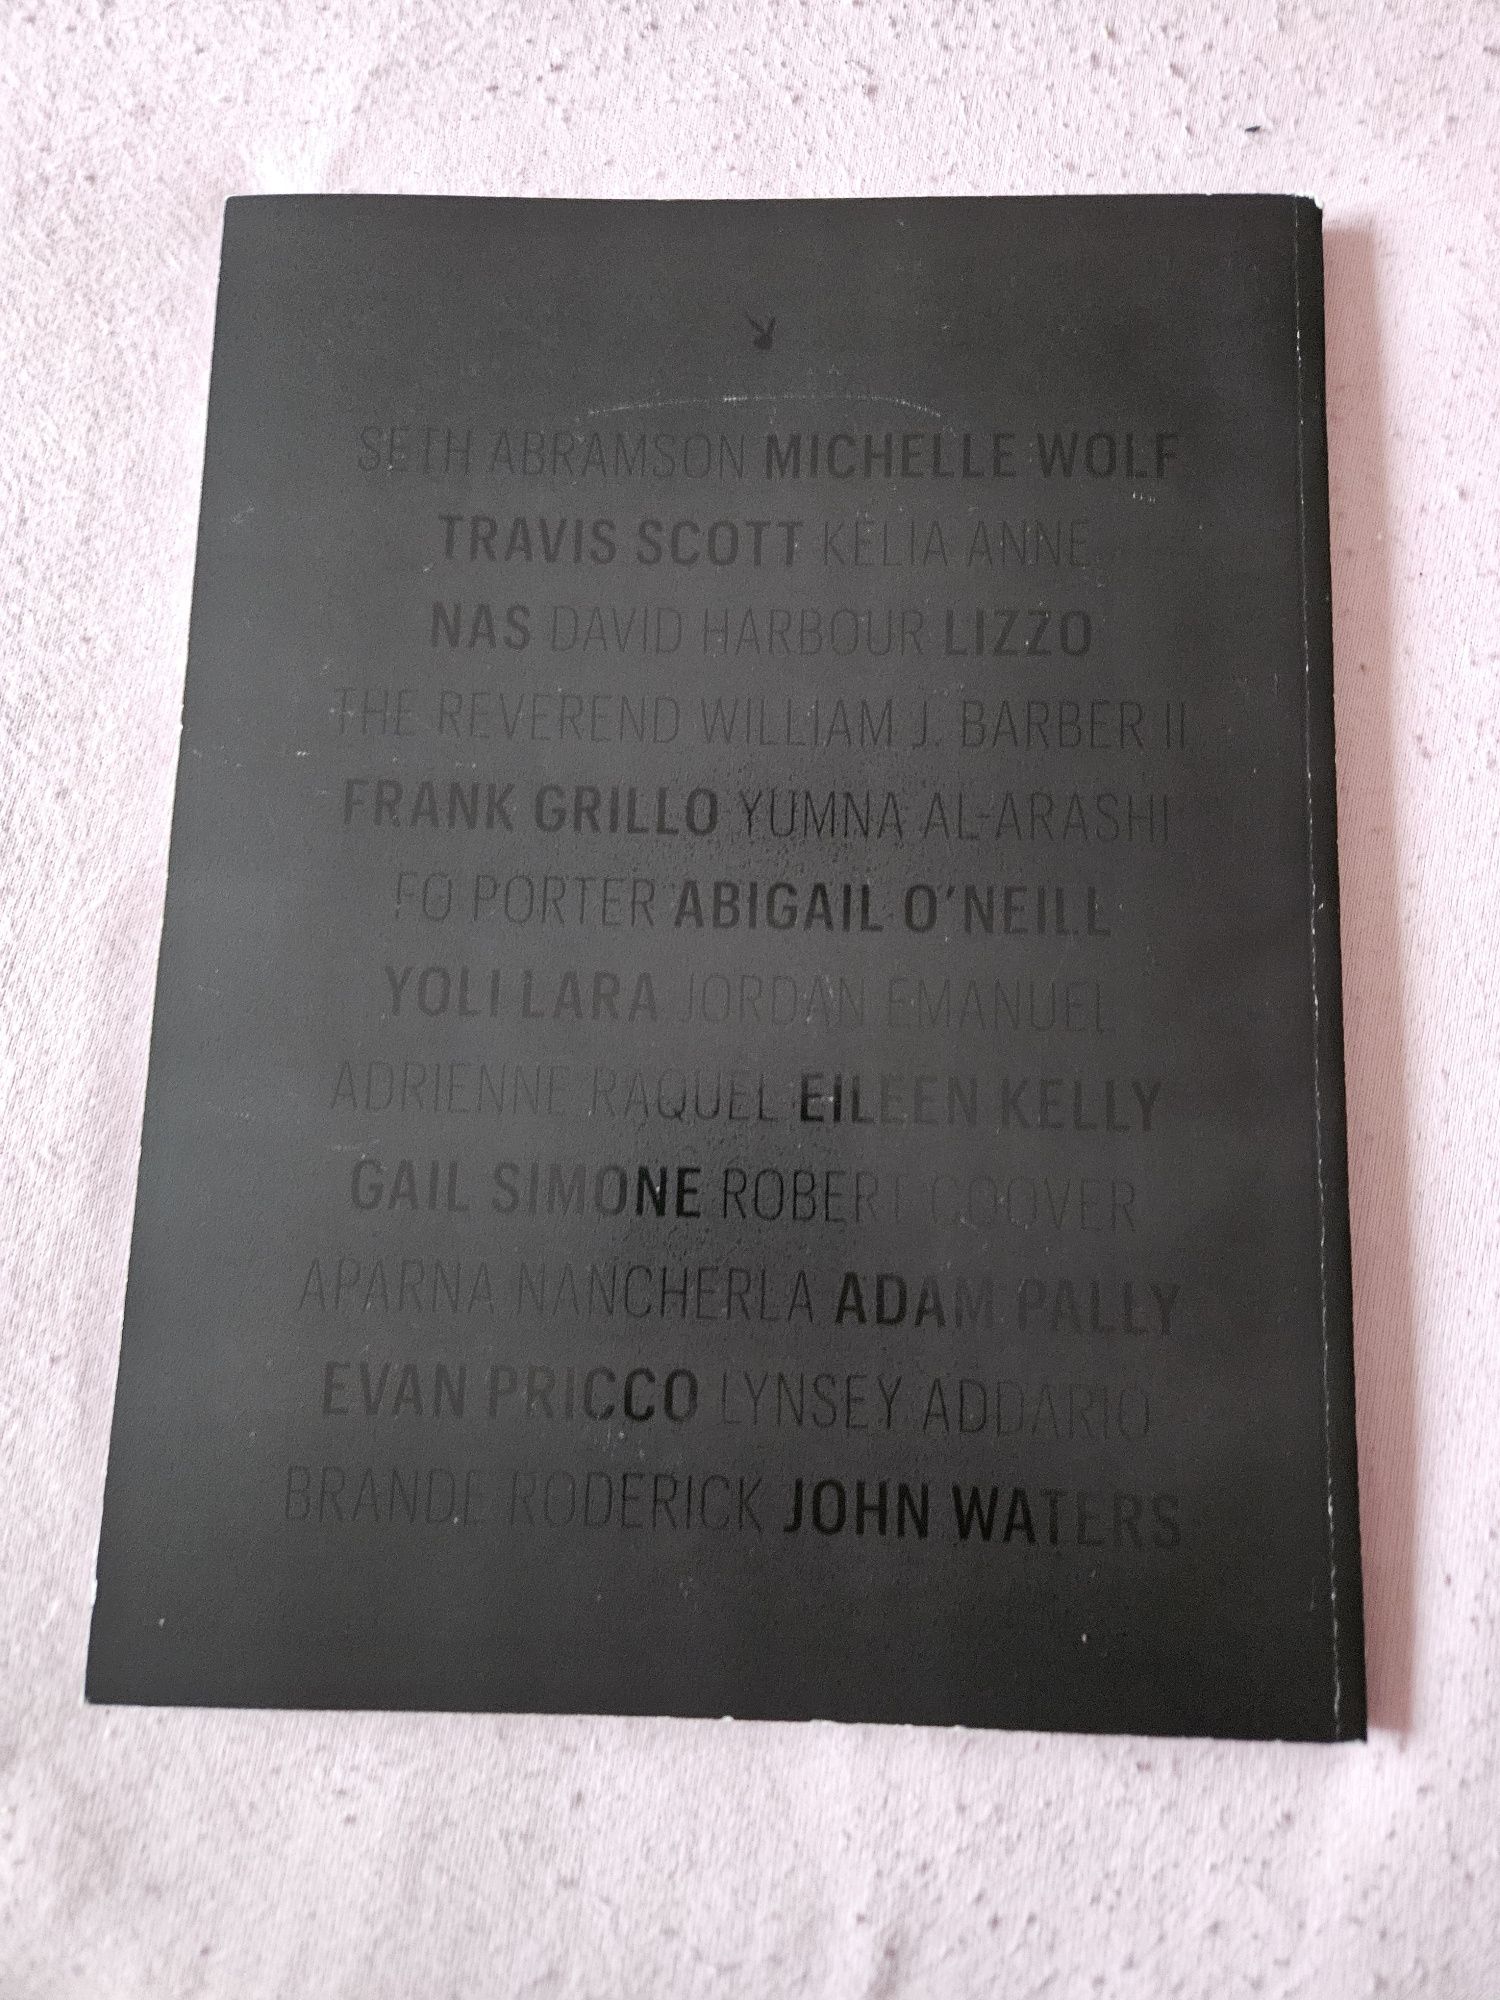 SETH ABRAMSON MICHELLE WOLF
TRAVIS SCOTT KELIA ANNE
NAS DAVID HARBOUR LIZZO
THE REVEREND WILLIAM J. BARBER II
FRANK GRILLO YUMNA AL-ARASHI
FO PORTER ABIGAIL O'NEILL
YOLI LARA JORDAN EMANUEL
ADRIENNE RAQUEL EILEEN KELLY
GAIL SIMONE ROBERT COOVER
APARNA NANCHERLA ADAM PALLY
EVAN PRICCO LYNSEY ADDARIO
BRANDE RODERICK JOHN WATERS